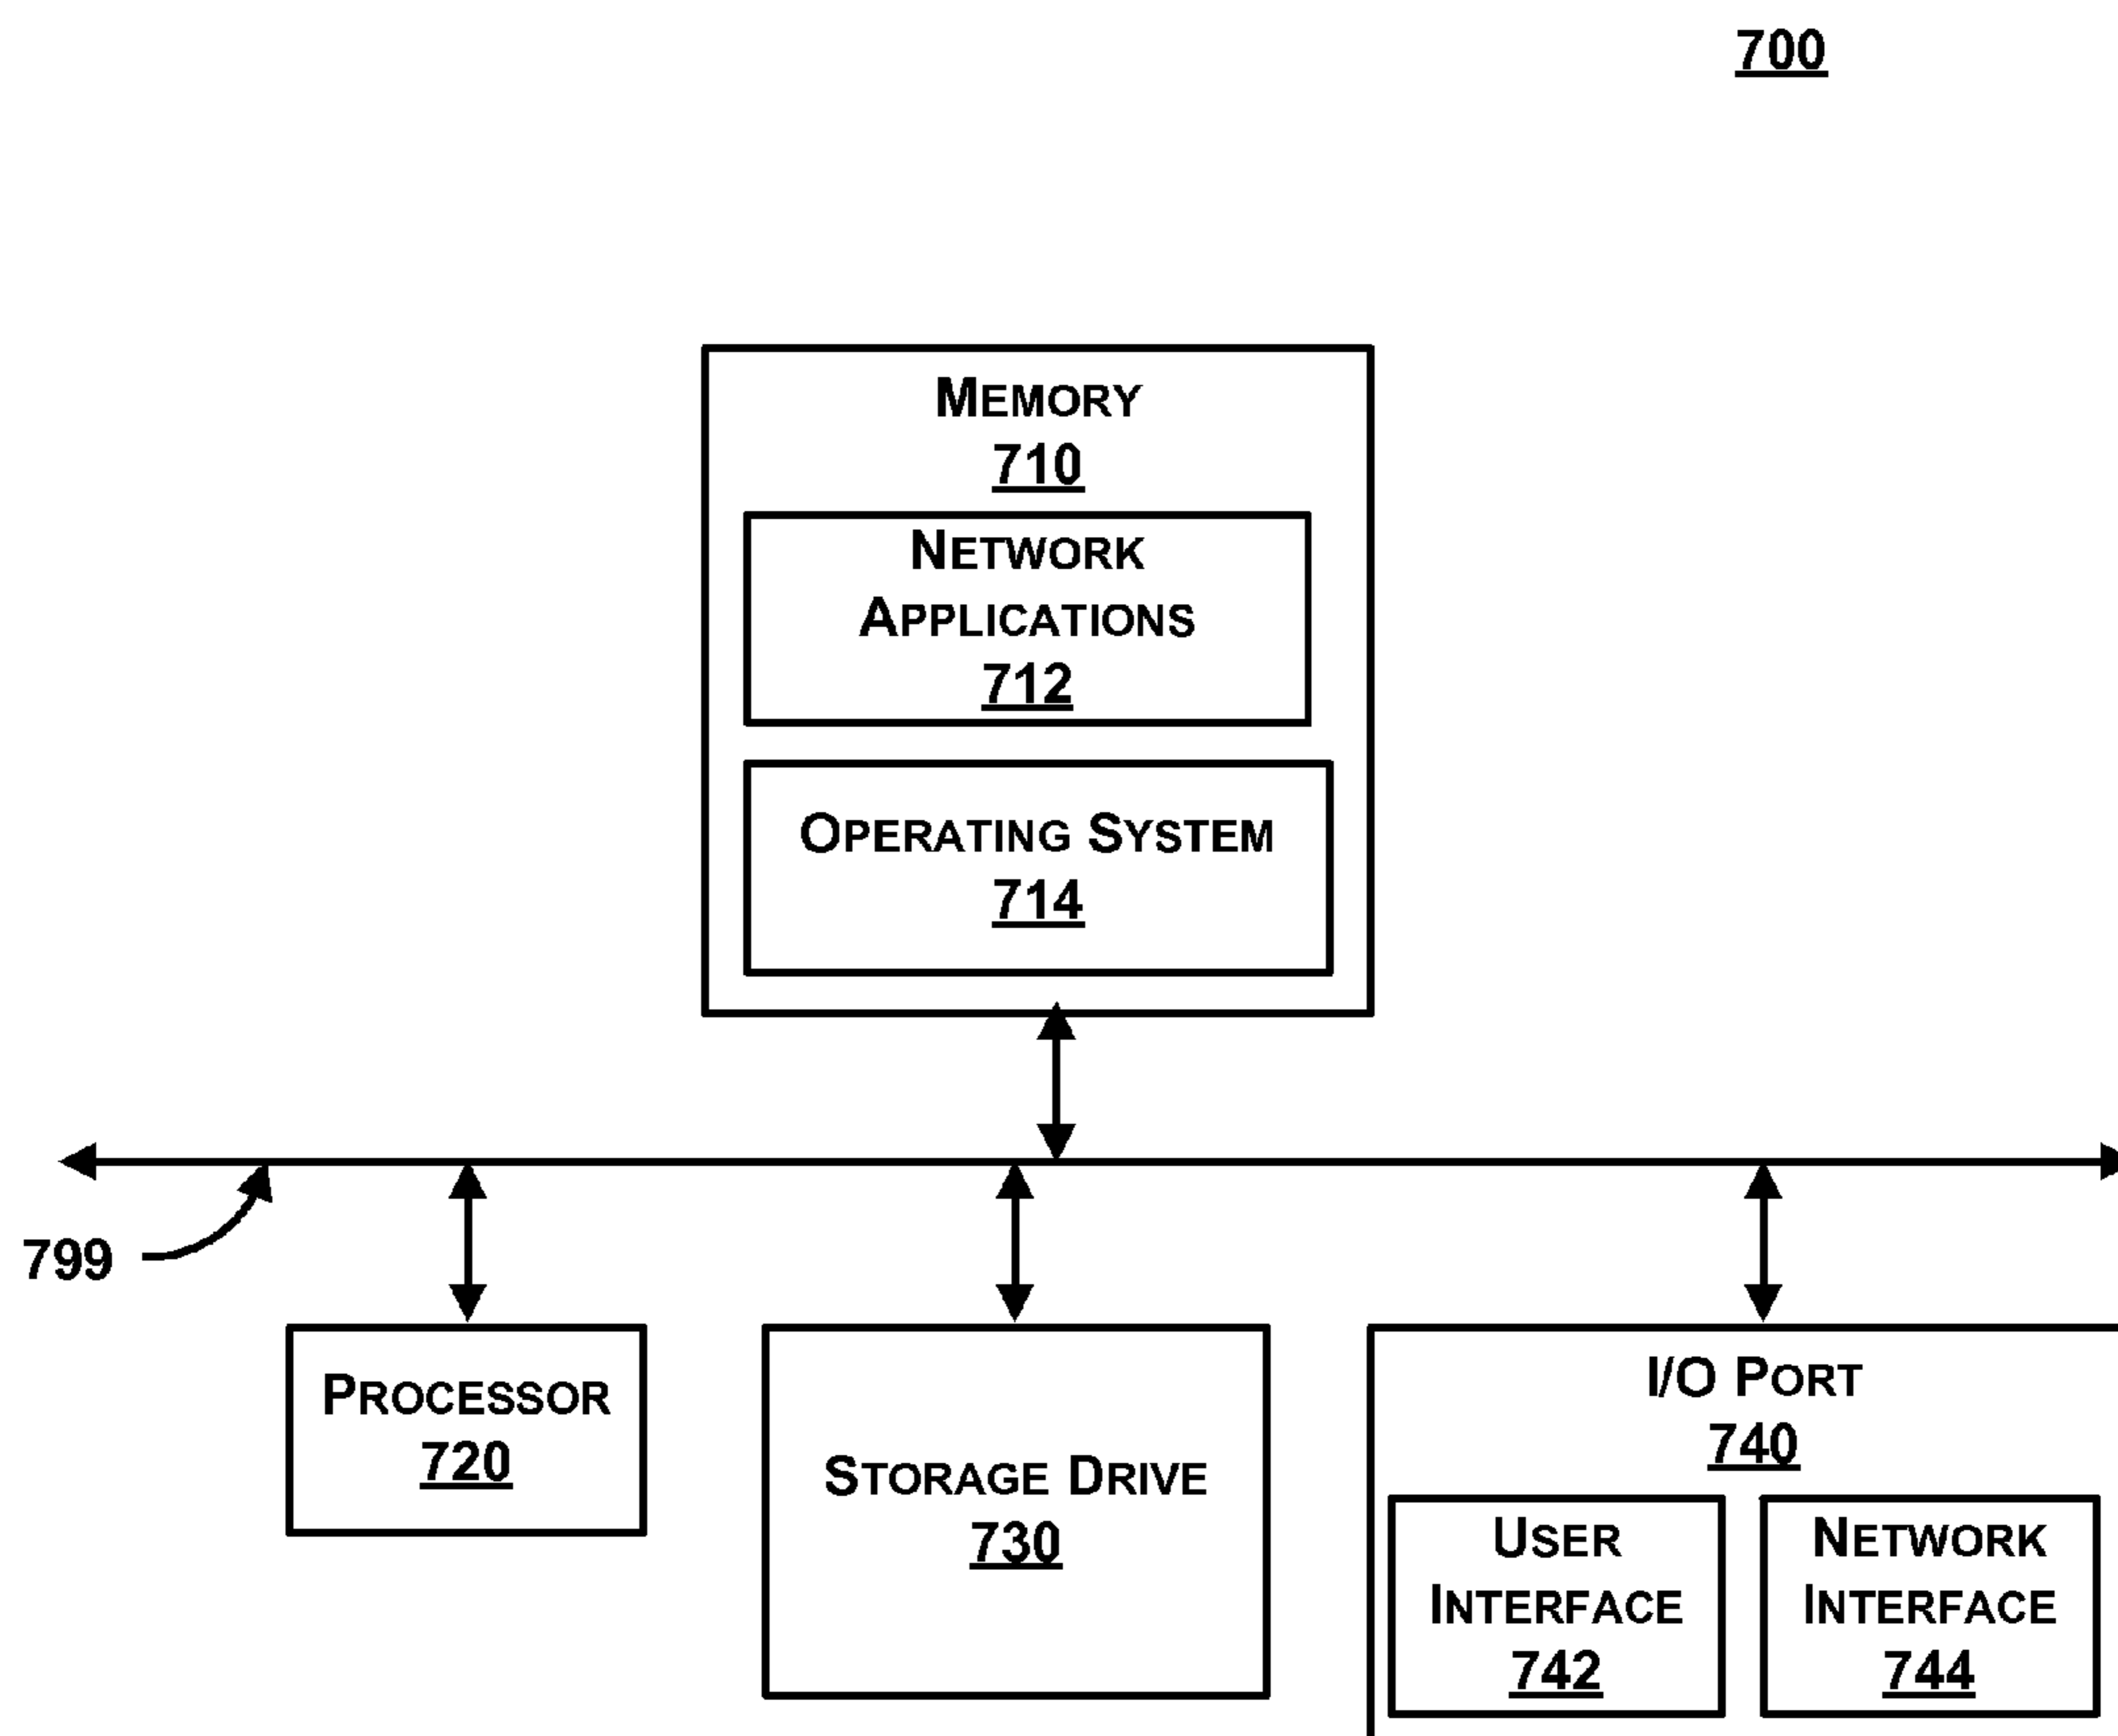 700
MEMORY
710
NETWORK
APPLICATIONS
712
OPERATING SYSTEM
714
799
PROCESSOR
720
STORAGE DRIVE
730
I/O PORT
740
USER
INTERFACE
742
NETWORK
INTERFACE
744